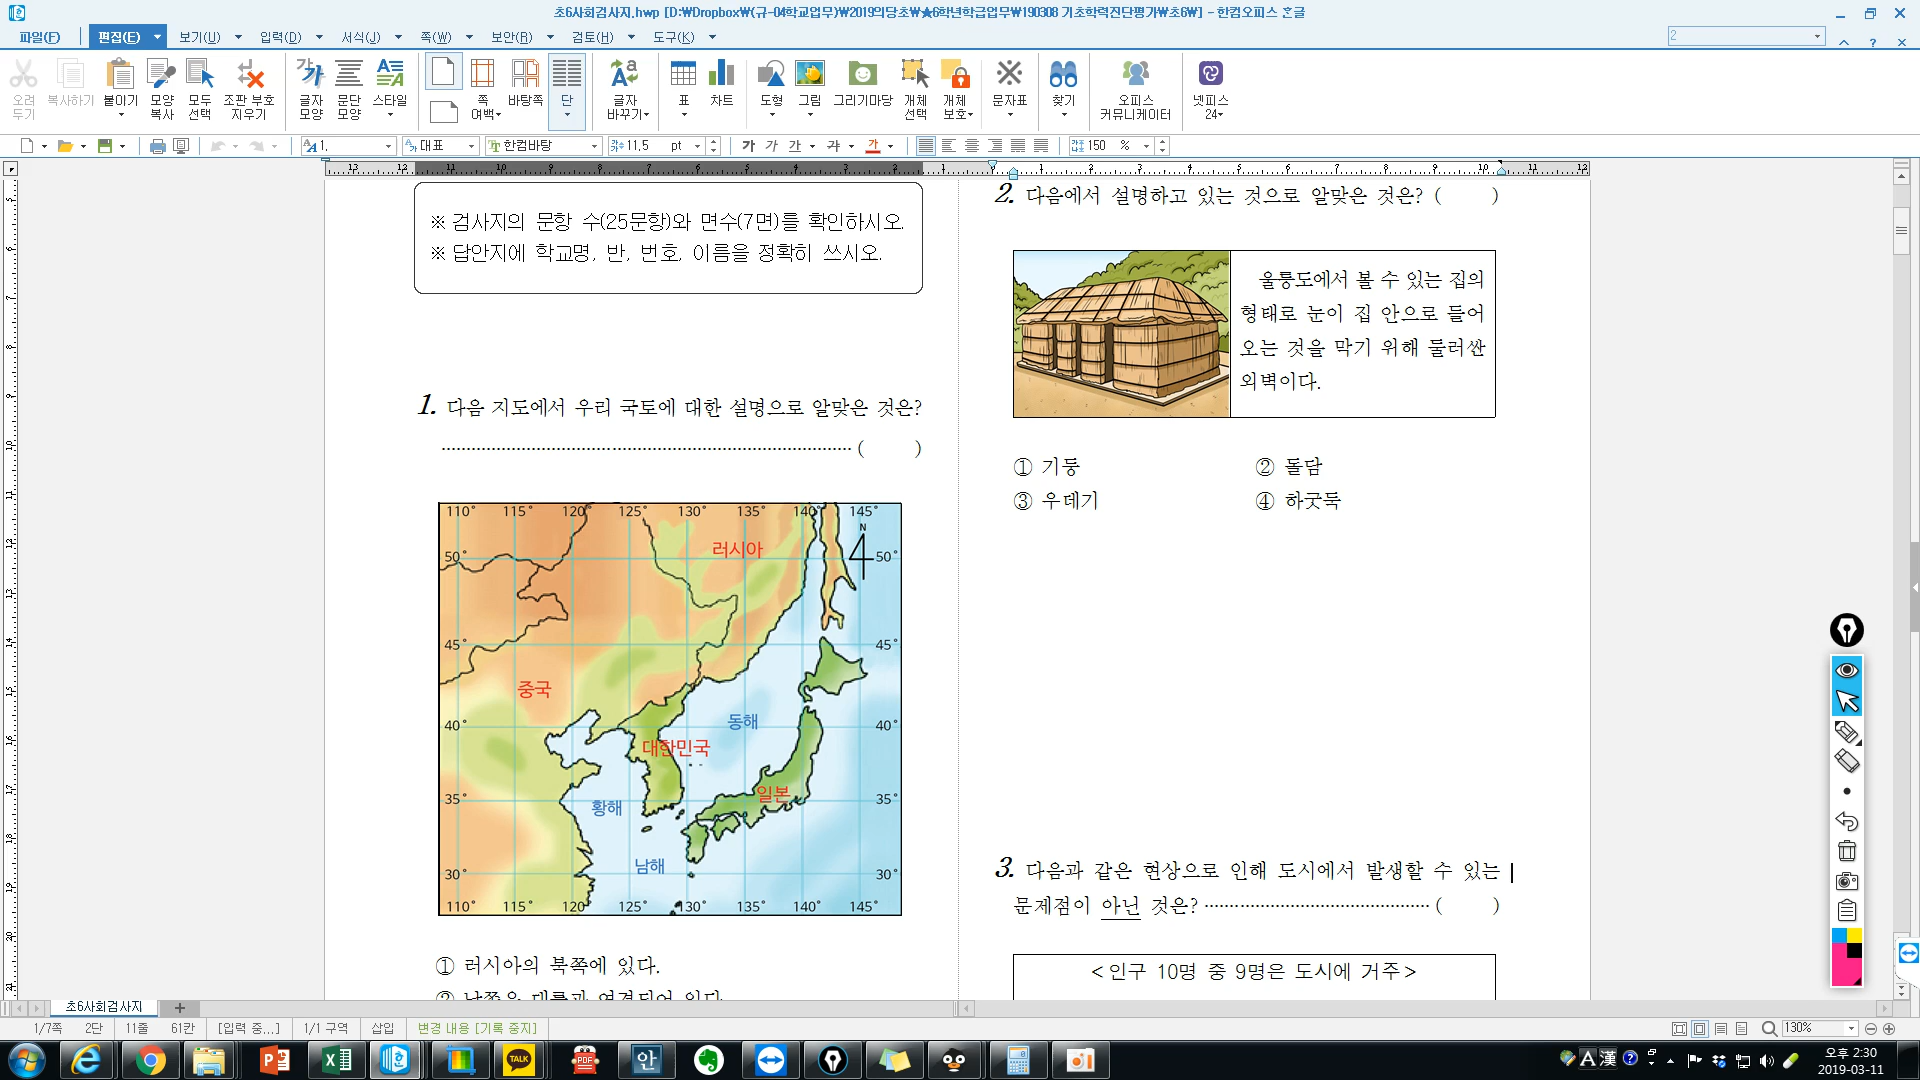 초6사회검사지.hwp [D:\Dropbox\(규-04학교업무)\2019의당초\★6학년학급업무\190308 기초학력진단평가\초6\] - 한컴오피스 한글
파일(F) 편집(E) 보기(U) 입력(D) 서식(J) 쪽(W) 보안(R) 검토(H) 도구(K) 2
오려 두기 복사하기 붙이기 모양 복사 모두 선택 조판 부호 지우기 글자 모양 문단 모양 스타일 쪽 여백 바탕쪽 단 글자 바꾸기 표 차트 도형 그림 그리기마당 개체 선택 개체 보호 문자표 찾기 오피스 커뮤니케이터 넷피스 24
1. 대표 한컴바탕 11.5 pt 가 가 가 가 가 150 %
※ 검사지의 문항 수(25문항)와 면수(7면)를 확인하시오.
※ 답안지에 학교명, 반, 번호, 이름을 정확히 쓰시오.
1. 다음 지도에서 우리 국토에 대한 설명으로 알맞은 것은?
( )
110° 115° 120° 125° 130° 135° 140° 145°
N
50° 러시아 50°
45° 45°
중국
40° 동해 40°
대한민국
35° 황해 일본 35°
남해
30° 30°
110° 115° 120° 125° 130° 135° 140° 145°
① 러시아의 북쪽에 있다.
2. 다음에서 설명하고 있는 것으로 알맞은 것은? ( )
울릉도에서 볼 수 있는 집의
형태로 눈이 집 안으로 들어
오는 것을 막기 위해 둘러싼
외벽이다.
① 기둥 ② 돌담
③ 우데기 ④ 하굿둑
3. 다음과 같은 현상으로 인해 도시에서 발생할 수 있는
문제점이 아닌 것은? ( )
<인구 10명 중 9명은 도시에 거주>
초6사회검사지
1/7쪽 2단 11줄 61칸 [입력 중...] 1/1 구역 삽입 변경 내용 [기록 중지] 130%
TALK PDF 안 A 漢 오후 2:30
2019-03-11